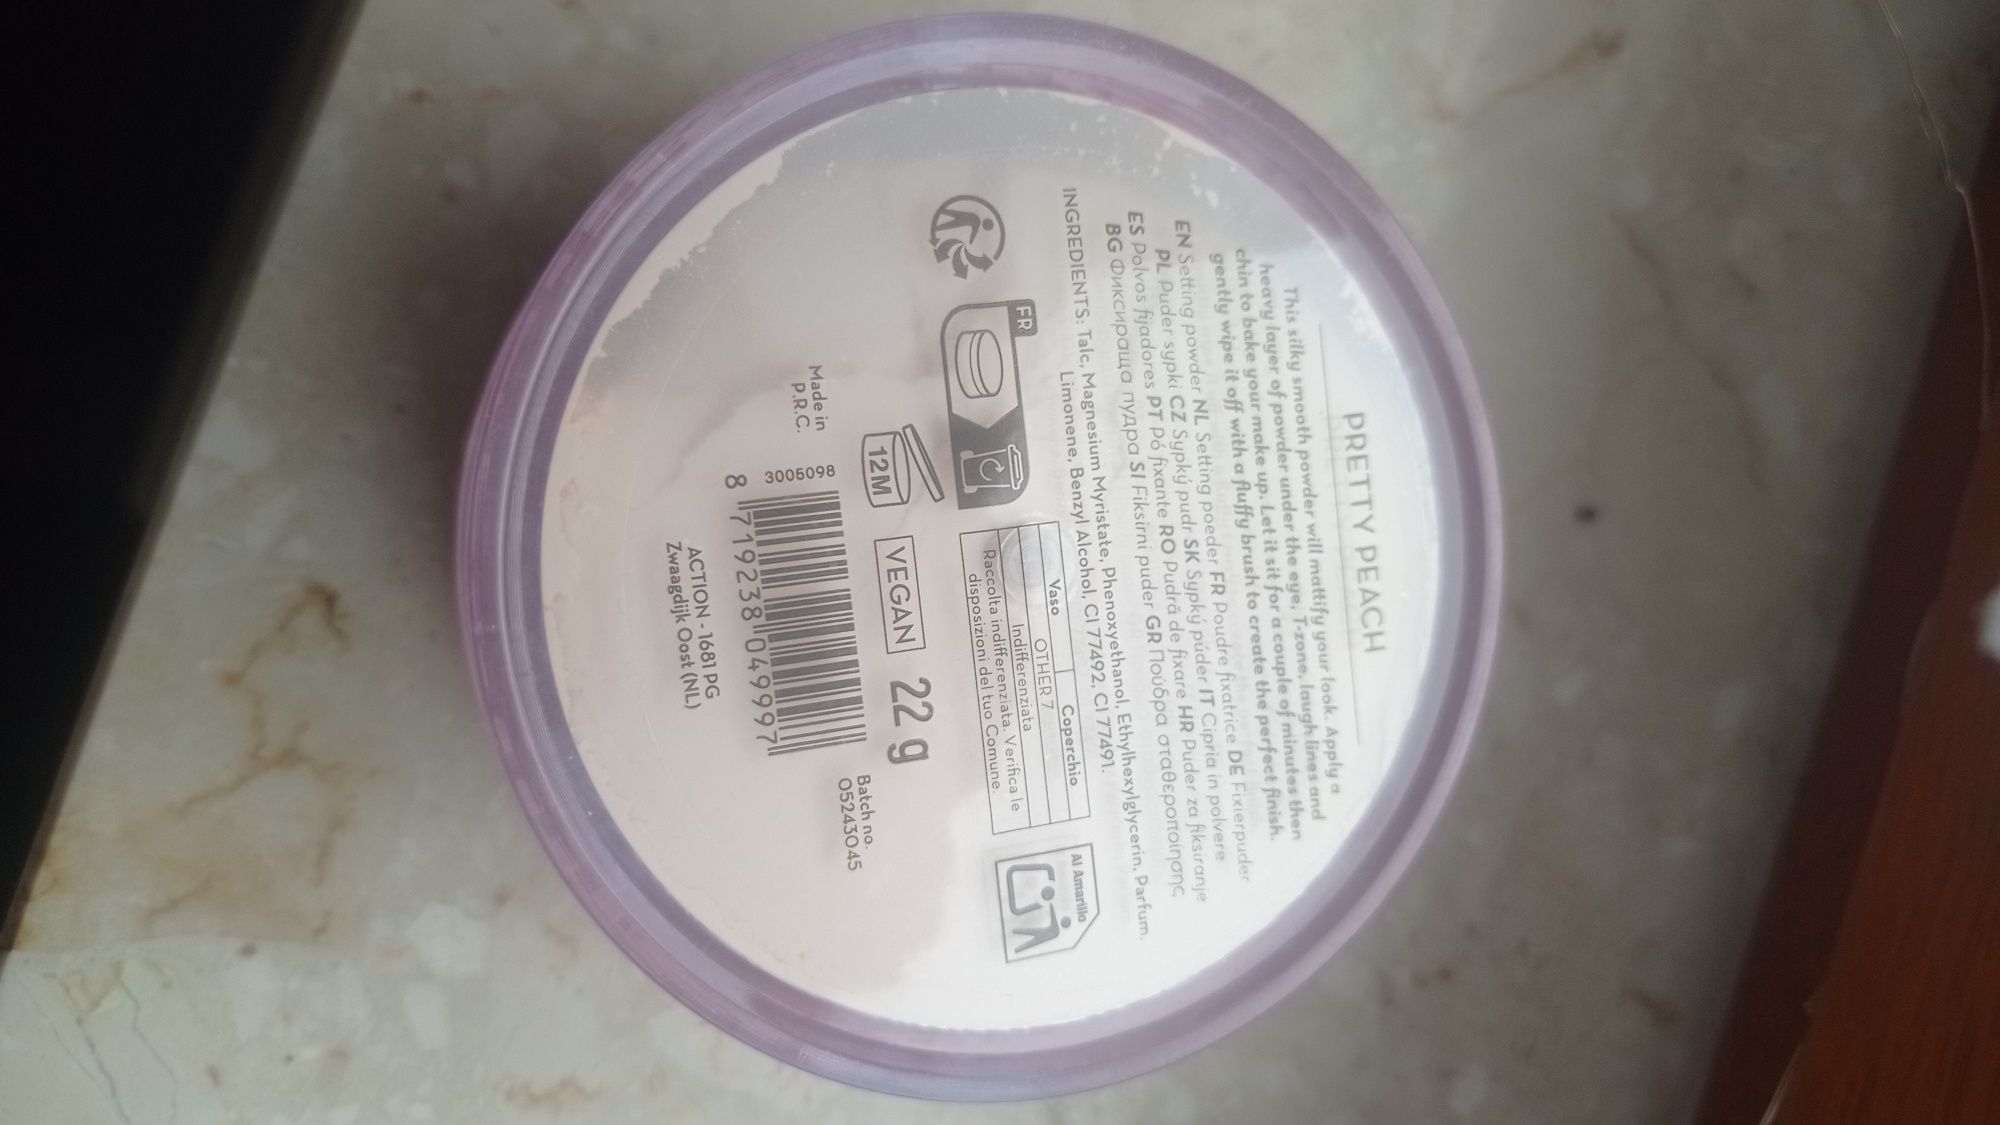 PRETTY PEACH
This silky smooth powder will mattify your look. Apply a
heavy layer of powder under the eye, T-zone, laugh lines and
chin to bake your make up. Let it sit for a couple of minutes then
gently wipe it off with a fluffy brush to create the perfect finish.
EN Setting powder NL Setting poeder FR Poudre fixatrice DE Fixierpuder
PL Puder sypki CZ Sypký pudr SK Sypký púder IT Cipria in polvere
ES Polvos fijadores PT Pó fixante RO Pudră de fixare HR Puder za fiksiranje
BG Фиксираща пудра SI Fiksirni puder GR Πούδρα σταθεροποίησης
INGREDIENTS: Talc, Magnesium Myristate, Phenoxyethanol, Ethylhexylglycerin, Parfum,
Limonene, Benzyl Alcohol, CI 77492, CI 77491.
FR
Vaso Coperchio
OTHER 7
Indifferenziata
Raccolta indifferenziata. Verifica le
disposizioni del tuo Comune.
Al Amarillo
12M
VEGAN
22 g
Made in
P.R.C.
3005098
8 719238 049997
Batch no.
05243045
ACTION - 1681 PG
Zwaagdijk Oost (NL)